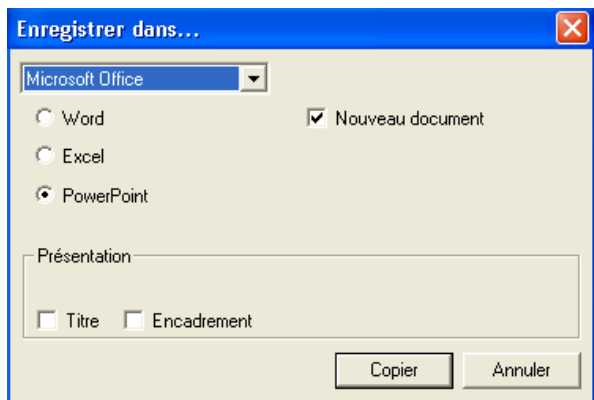 Enregistrer dans...
Microsoft Office
Word
Nouveau document
Excel
PowerPoint
Présentation
Titre
Encadrement
Copier
Annuler